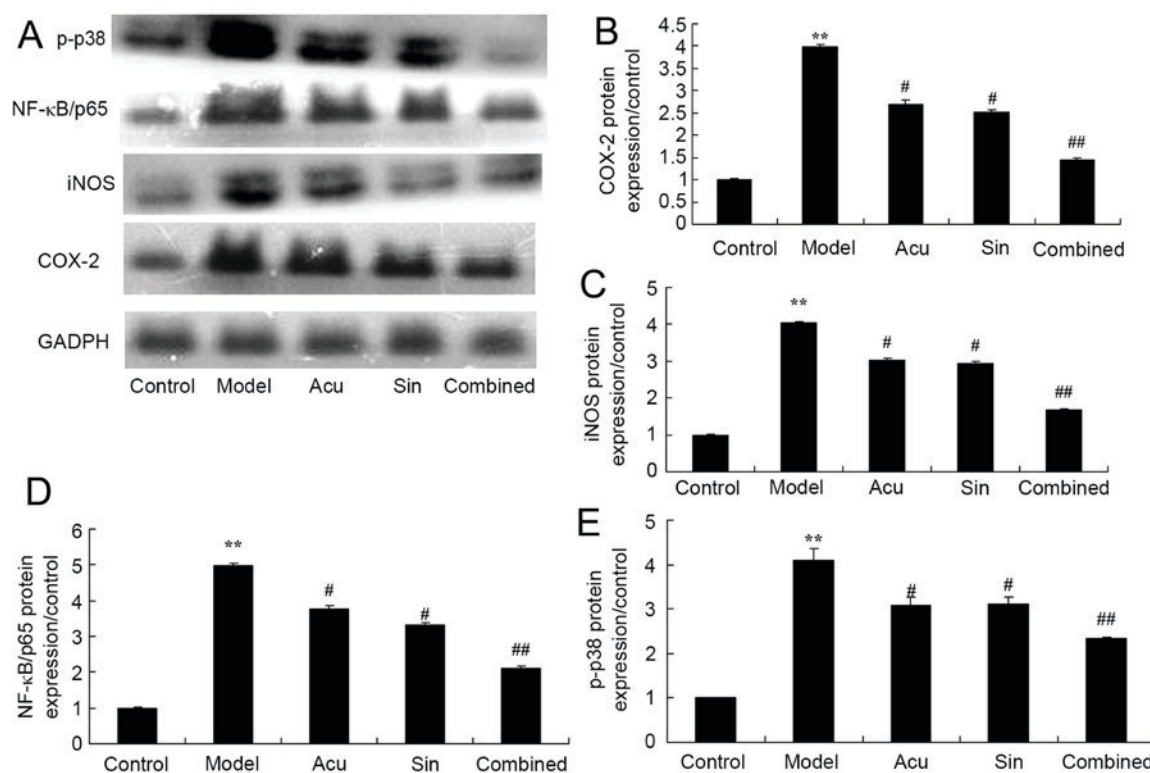 A
p-p38
NF-κB/p65
iNOS
COX-2
GADPH
Control Model Acu Sin Combined
B
COX-2 protein
expression/control
4.5
4
3.5
2.5
1.5
1
0.5
0
**
#
#
##
Control Model Acu Sin Combined
C
iNOS protein
expression/control
5
4
3
2
1
0
**
#
#
##
Control Model Acu Sin Combined
D
NF-κB/p65 protein
expression/control
6
5
4
3
2
1
0
**
#
#
##
Control Model Acu Sin Combined
E
p-p38 protein
expression/control
5
4
3
2
1
0
**
#
#
##
Control Model Acu Sin Combined